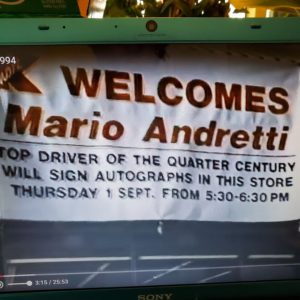 1994
K WELCOMES
Mario Andretti
TOP DRIVER OF THE QUARTER CENTURY
WILL SIGN AUTOGRAPHS IN THIS STORE
THURSDAY 1 SEPT. FROM 5:30-6:30 PM
3:15 / 25:53
SONY